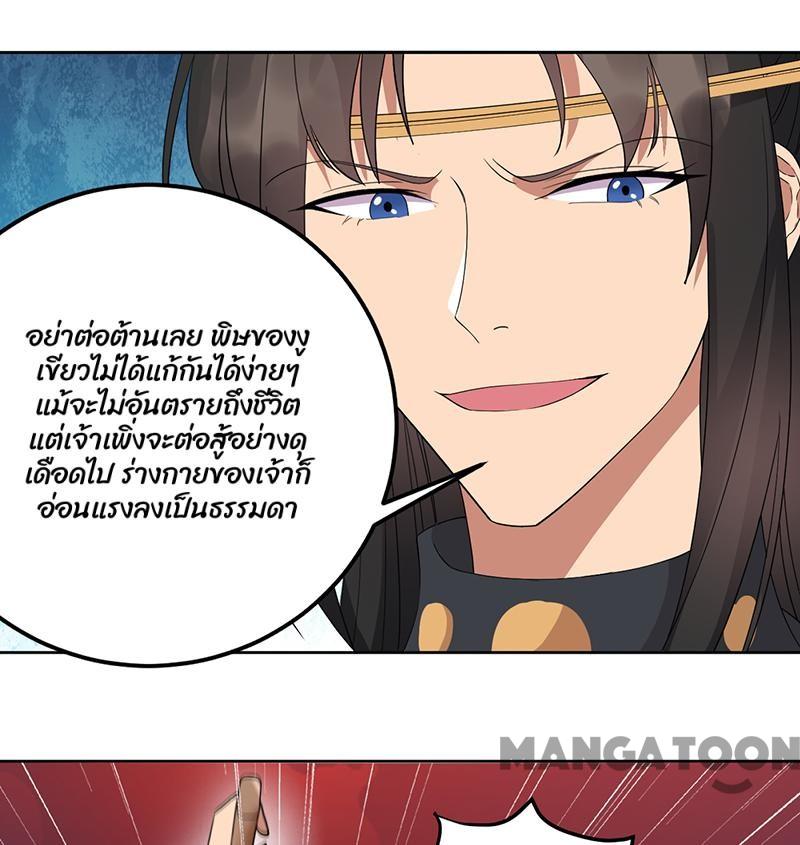 อย่าต่อต้านเลย พิษของงู
เขียวไม่ได้แก้กันได้ง่ายๆ
แม้จะไม่อันตรายถึงชีวิต
แต่เจ้าเพิ่งจะต่อสู้อย่างดุ
เดือดไป ร่างกายของเจ้าก็
อ่อนแรงลงเป็นธรรมดา
EXCLUSIVE ON
MANGATOON